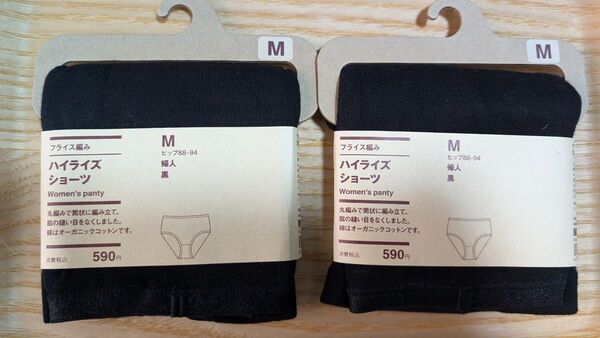 M
フライス編み
ハイライズ
ショーツ
Women's panty
丸編みで筒状に編み立て、
脇の縫い目をなくしました。
綿はオーガニックコットンです。
消費税込 590円
M
ヒップ88-94
婦人
黒
M
フライス編み
ハイライズ
ショーツ
Women's panty
丸編みで筒状に編み立て、
脇の縫い目をなくしました。
綿はオーガニックコットンです。
消費税込 590円
M
ヒップ88-94
婦人
黒